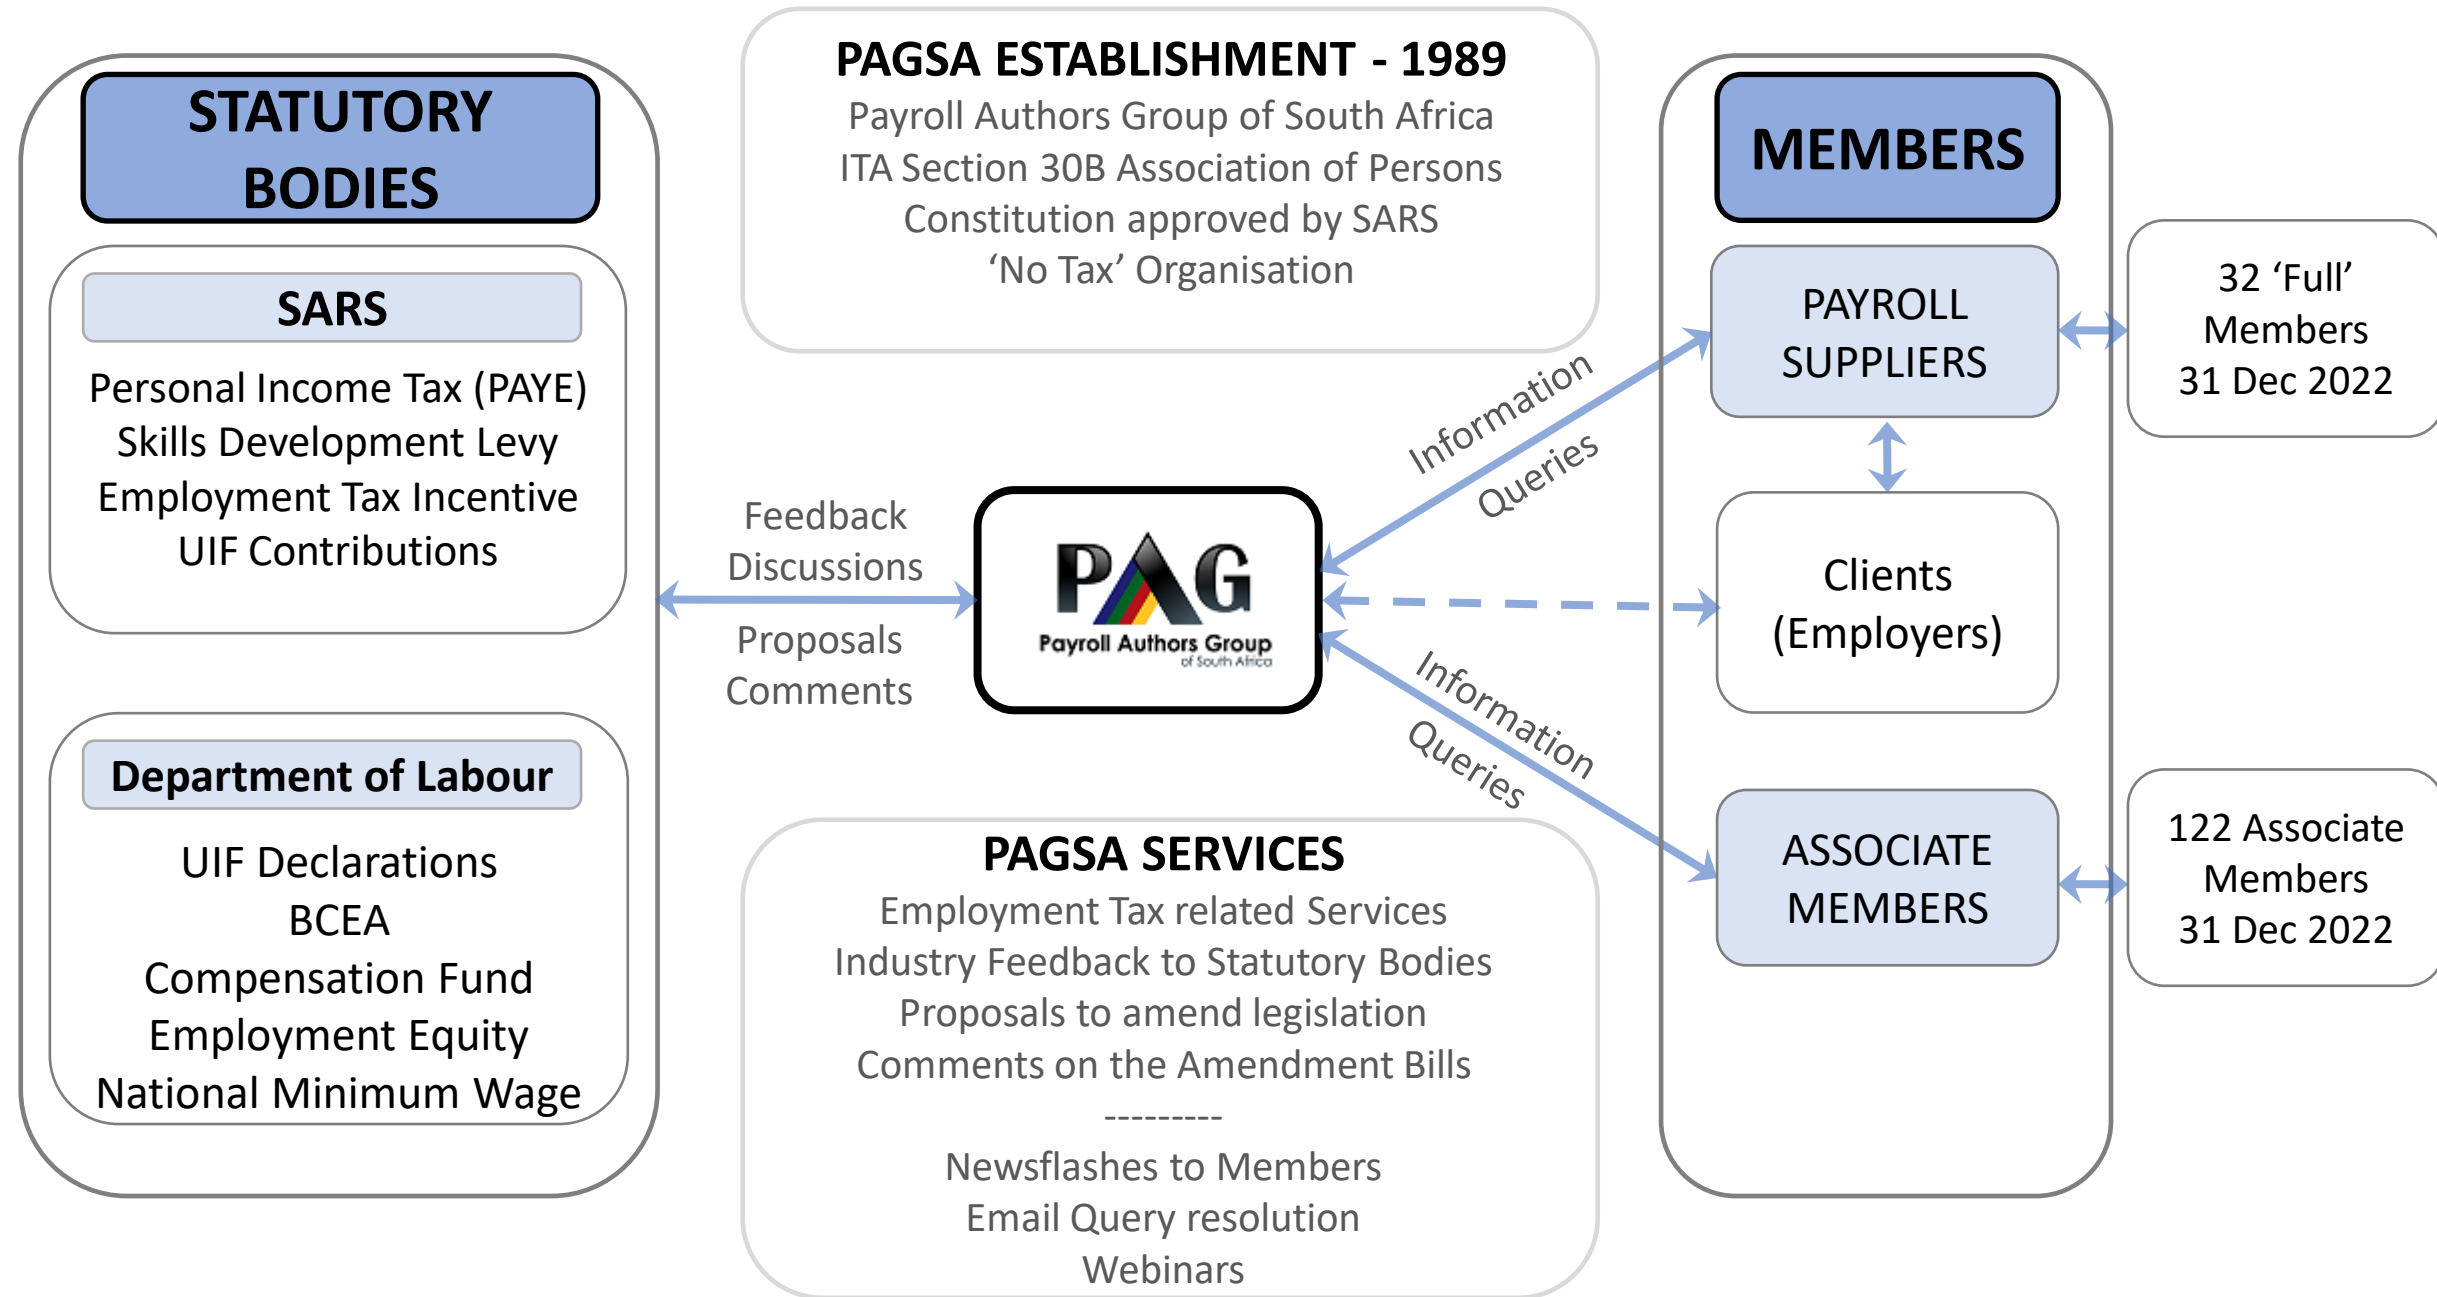 STATUTORY
BODIES
SARS
Personal Income Tax (PAYE)
Skills Development Levy
Employment Tax Incentive
UIF Contributions
Department of Labour
UIF Declarations
BCEA
Compensation Fund
Employment Equity
National Minimum Wage
PAGSA ESTABLISHMENT - 1989
Payroll Authors Group of South Africa
ITA Section 30B Association of Persons
Constitution approved by SARS
‘No Tax’ Organisation
Feedback
Discussions
Proposals
Comments
PAG
Payroll Authors Group
of South Africa
Information
Queries
Information
Queries
PAGSA SERVICES
Employment Tax related Services
Industry Feedback to Statutory Bodies
Proposals to amend legislation
Comments on the Amendment Bills
---------
Newsflashes to Members
Email Query resolution
Webinars
MEMBERS
PAYROLL
SUPPLIERS
Clients
(Employers)
ASSOCIATE
MEMBERS
32 ‘Full’
Members
31 Dec 2022
122 Associate
Members
31 Dec 2022